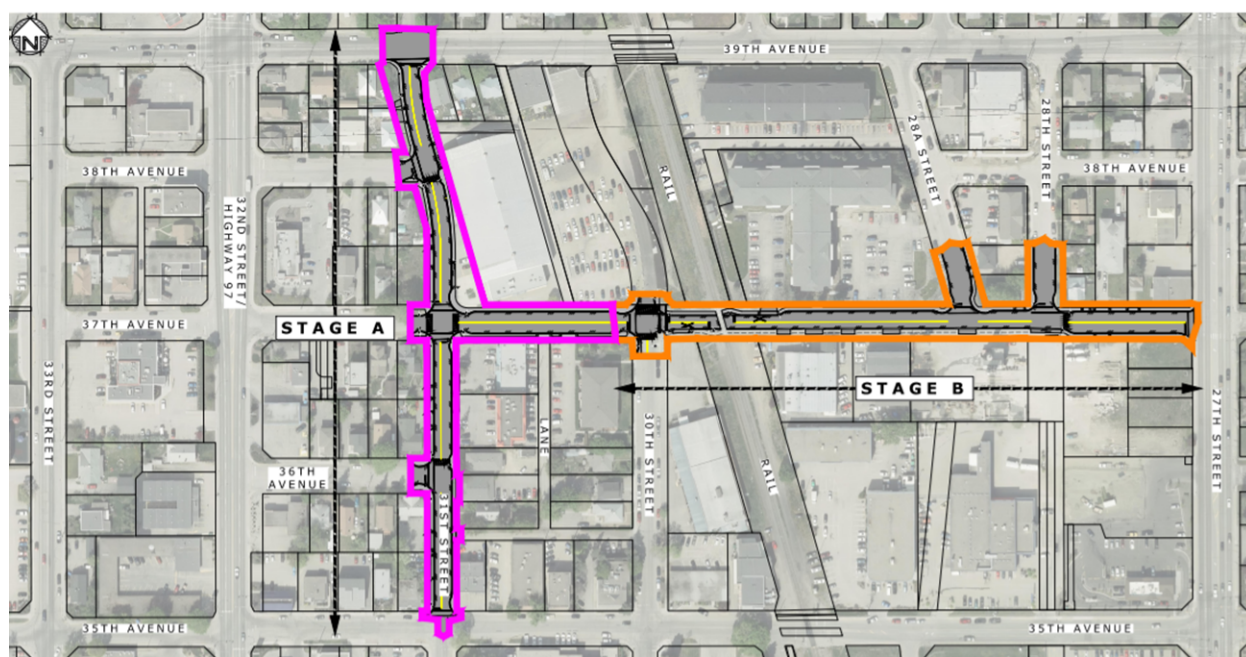 N
39TH AVENUE
38TH AVENUE
32ND STREET/
HIGHWAY 97
RAIL
28A STREET
28TH STREET
38TH AVENUE
37TH AVENUE
STAGE A
33RD STREET
STAGE B
27TH STREET
LANE
30TH STREET
RAIL
36TH
AVENUE
31ST STREET
35TH AVENUE
35TH AVENUE